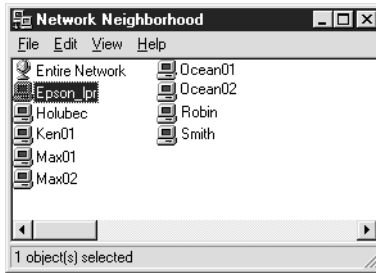 Network Neighborhood
File Edit View Help
Entire Network
Epson_lpr
Holubec
Ken01
Max01
Max02
Ocean01
Ocean02
Robin
Smith
1 object(s) selected